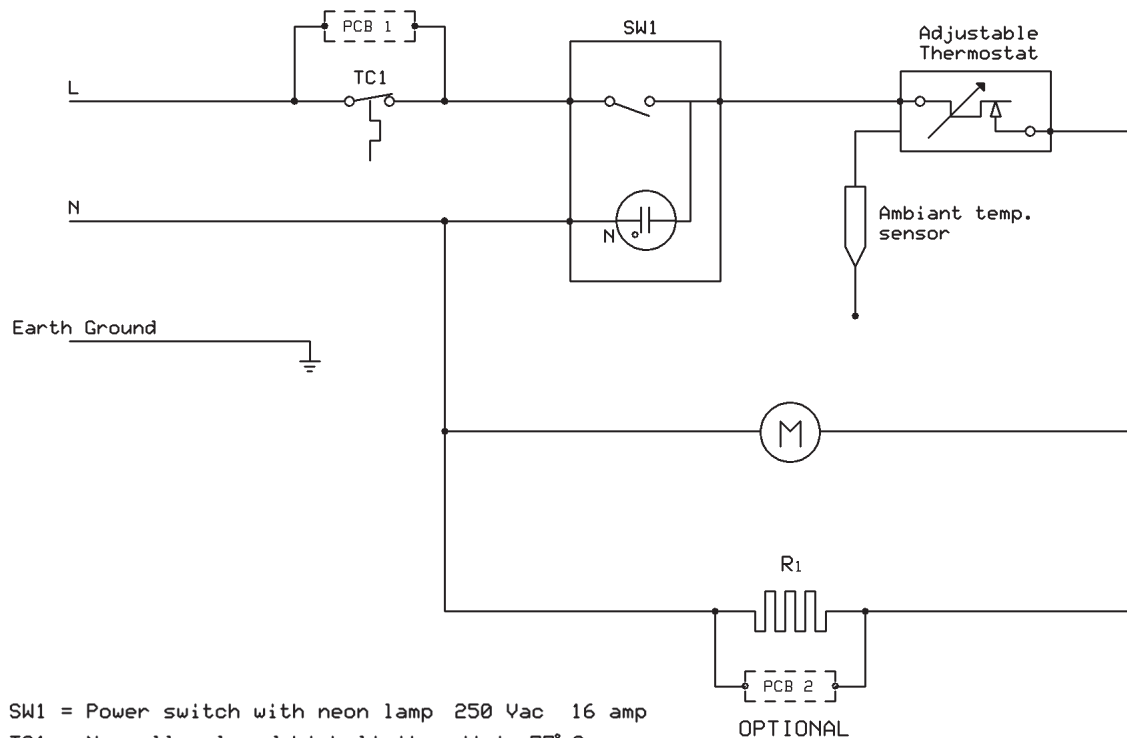 PCB 1
SW1
Adjustable
Thermostat
TC1
L
N
N
Ambiant temp.
sensor
Earth Ground
M
R1
PCB 2
OPTIONAL
SW1 = Power switch with neon lamp 250 Vac 16 amp